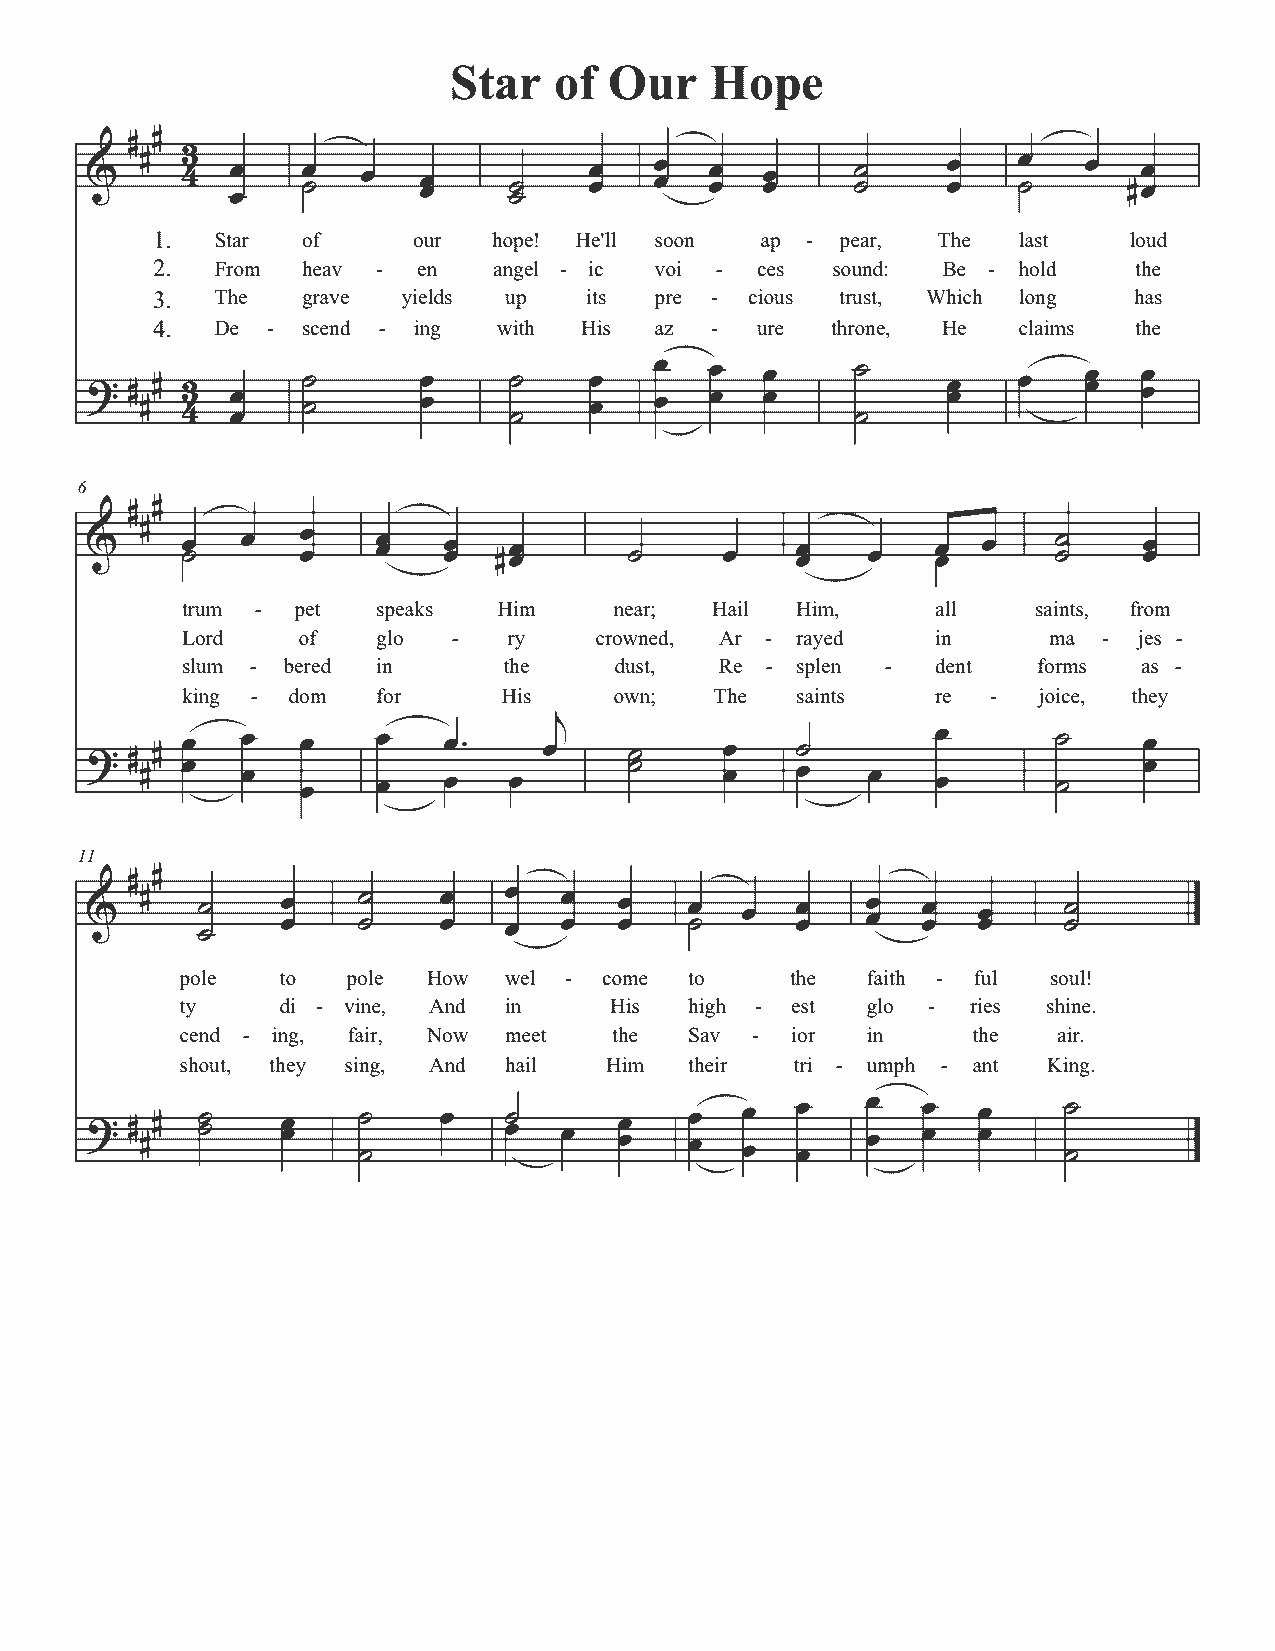 Star of Our Hope
1. Star of our hope! He'll soon ap - pear, The last loud
2. From heav - en angel - ic voi - ces sound: Be - hold the
3. The grave yields up its pre - cious trust, Which long has
4. De - scend - ing with His az - ure throne, He claims the
6
trum - pet speaks Him near; Hail Him, all saints, from
Lord of glo - ry crowned, Ar - rayed in ma - jes -
slum - bered in the dust, Re - splen - dent forms as -
king - dom for His own; The saints re - joice, they
11
pole to pole How wel - come to the faith - ful soul!
ty di - vine, And in His high - est glo - ries shine.
cend - ing, fair, Now meet the Sav - ior in the air.
shout, they sing, And hail Him their tri - umph - ant King.